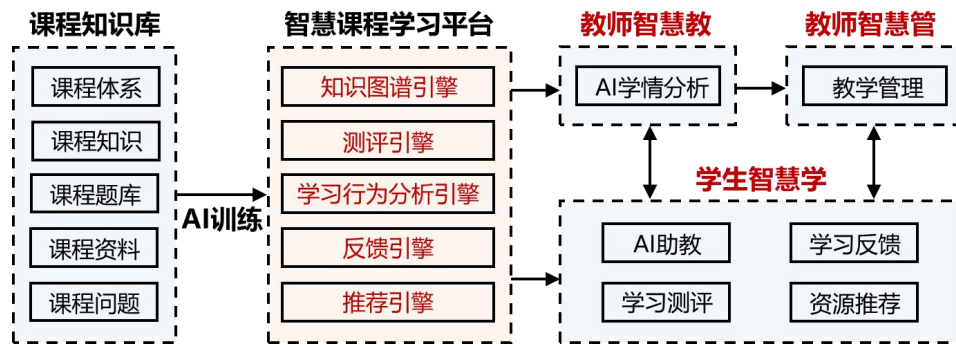 课程知识库
课程体系
课程知识
课程题库
课程资料
课程问题
AI训练
智慧课程学习平台
知识图谱引擎
测评引擎
学习行为分析引擎
反馈引擎
推荐引擎
教师智慧教
AI学情分析
教师智慧管
教学管理
学生智慧学
AI助教
学习反馈
学习测评
资源推荐